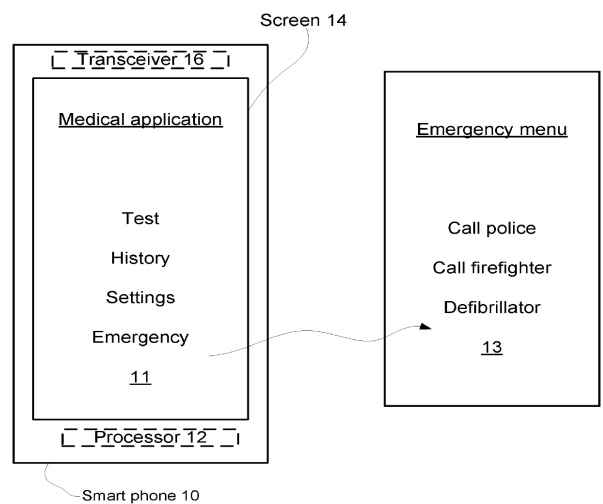 Screen 14
Transceiver 16
Medical application
Test
History
Settings
Emergency
11
Processor 12
Smart phone 10
Emergency menu
Call police
Call firefighter
Defibrillator
13